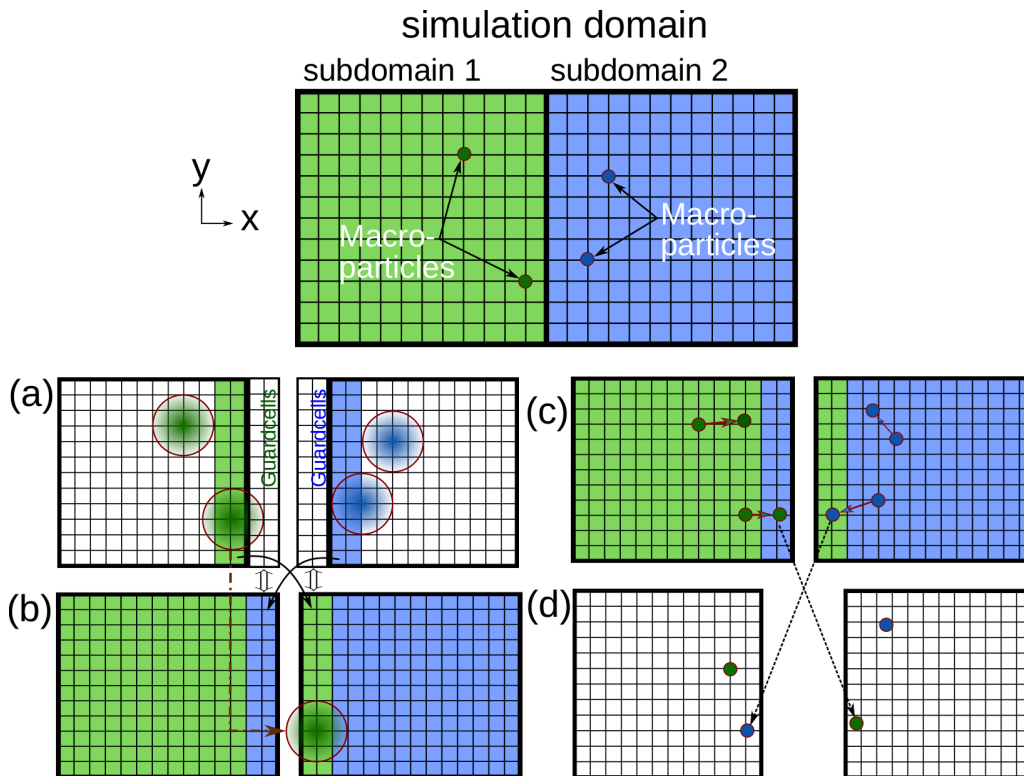 simulation domain
subdomain 1
subdomain 2
y
x
Macro-
particles
Macro-
particles
(a)
Guardcells
Guardcells
(c)
(b)
(d)